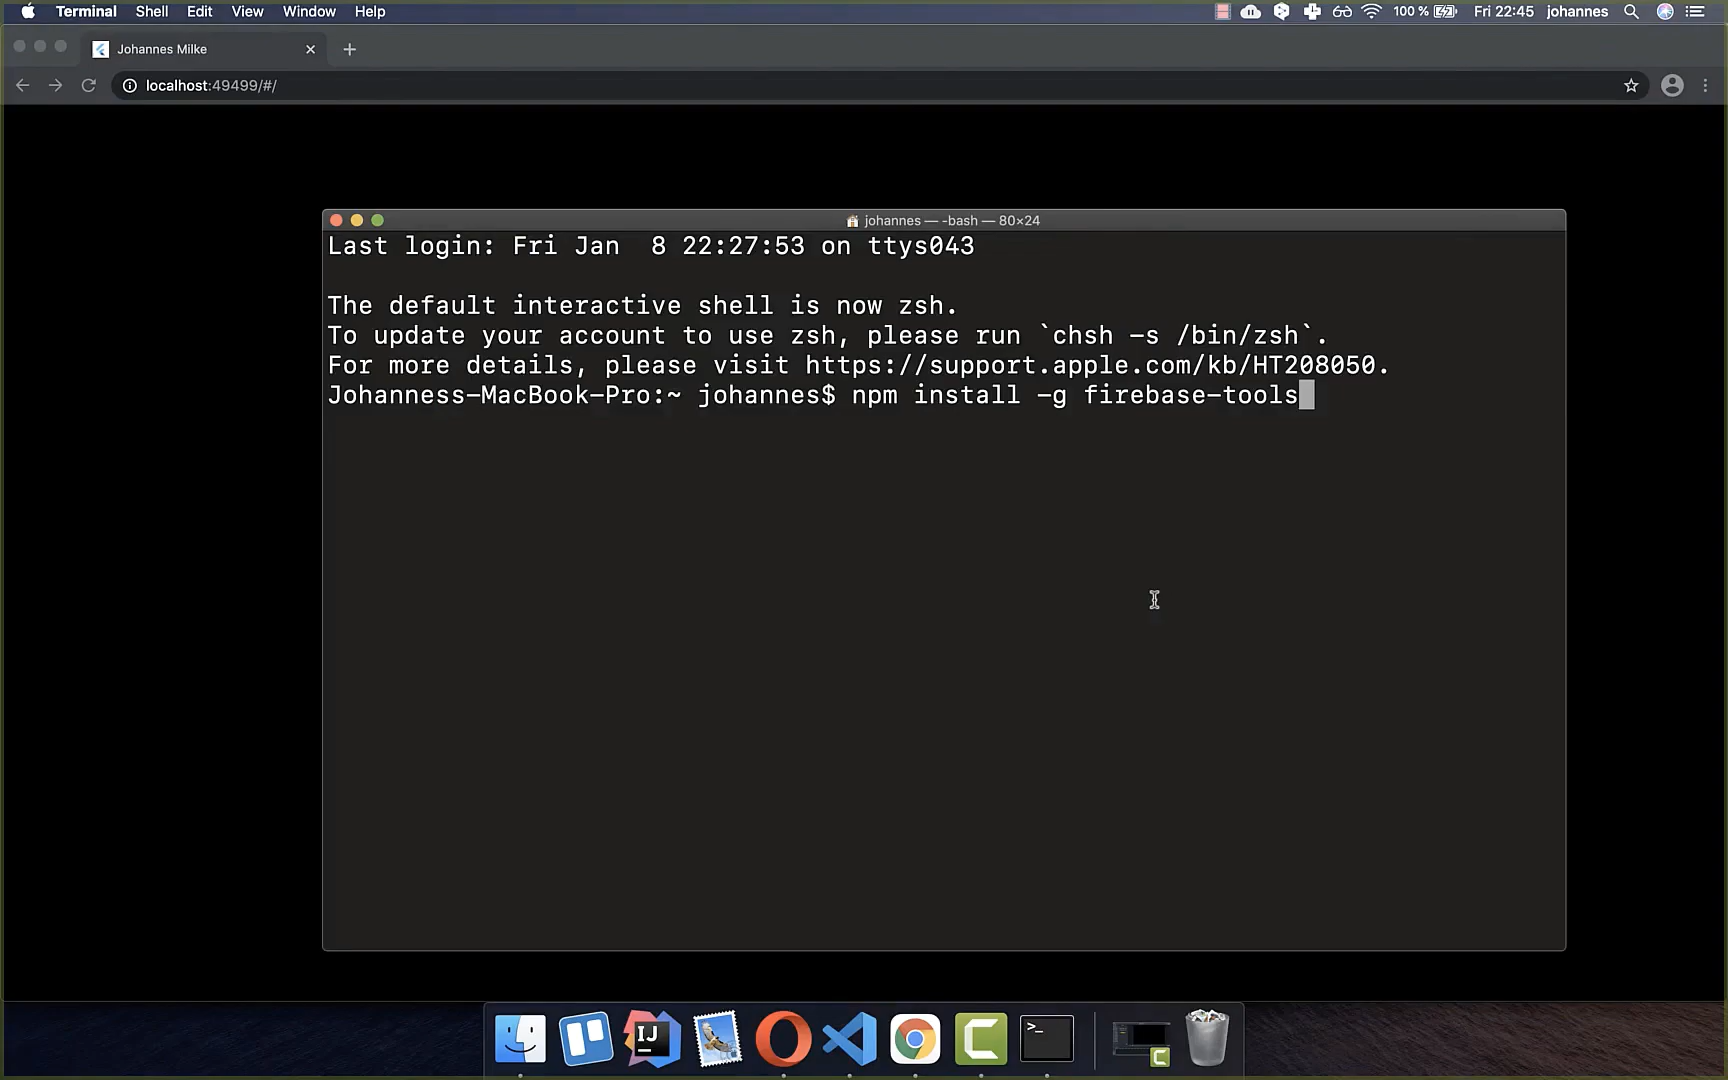 Terminal Shell Edit View Window Help 100 % Fri 22:45 johannes
Johannes Milke
localhost:49499/#/
johannes — -bash — 80×24
Last login: Fri Jan  8 22:27:53 on ttys043
The default interactive shell is now zsh.
To update your account to use zsh, please run `chsh -s /bin/zsh`.
For more details, please visit https://support.apple.com/kb/HT208050.
Johanness-MacBook-Pro:~ johannes$ npm install -g firebase-tools
IJ
>_